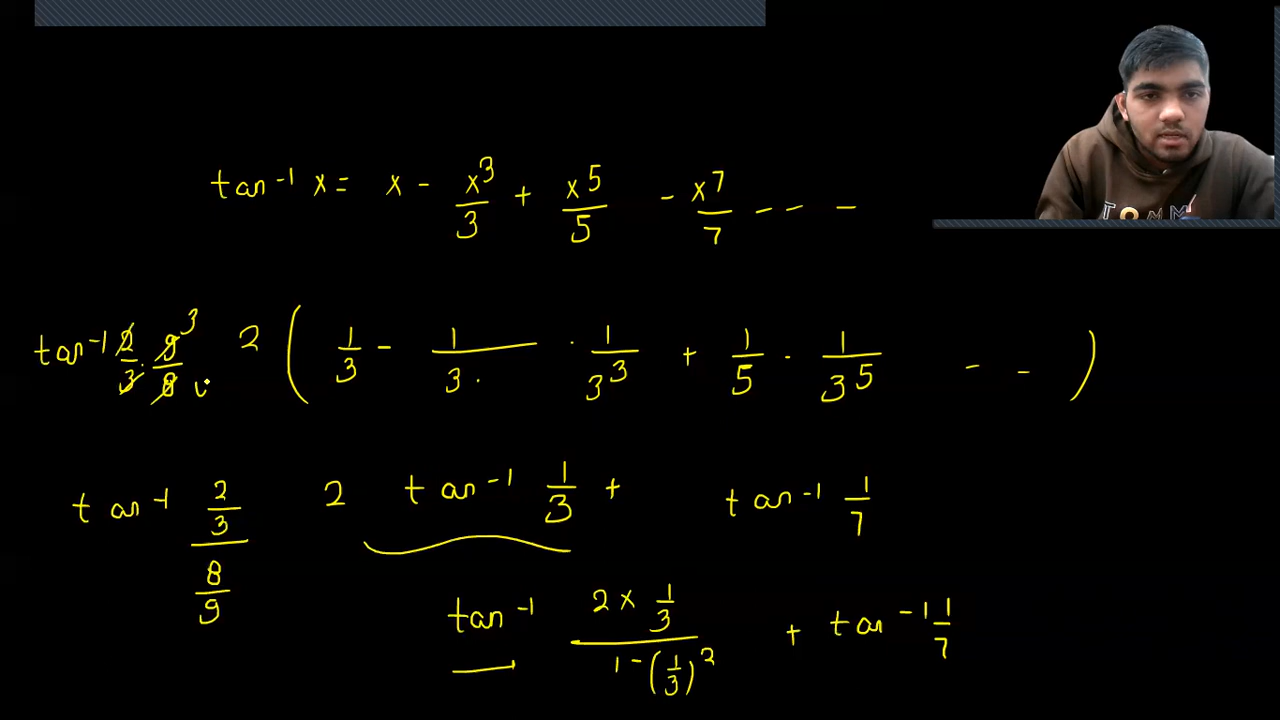 tan⁻¹ x = x - x³/3 + x⁵/5 - x⁷/7 - - -
tan⁻¹ 2/3 · 9/8 3 2 ( 1/3 - 1/3 · 1/3³ + 1/5 · 1/3⁵ - - )
tan⁻¹ (2/3)/(8/9) 2 tan⁻¹ 1/3 + tan⁻¹ 1/7
tan⁻¹ (2 × 1/3)/(1 - (1/3)²) + tan⁻¹ 1/7
TOMM